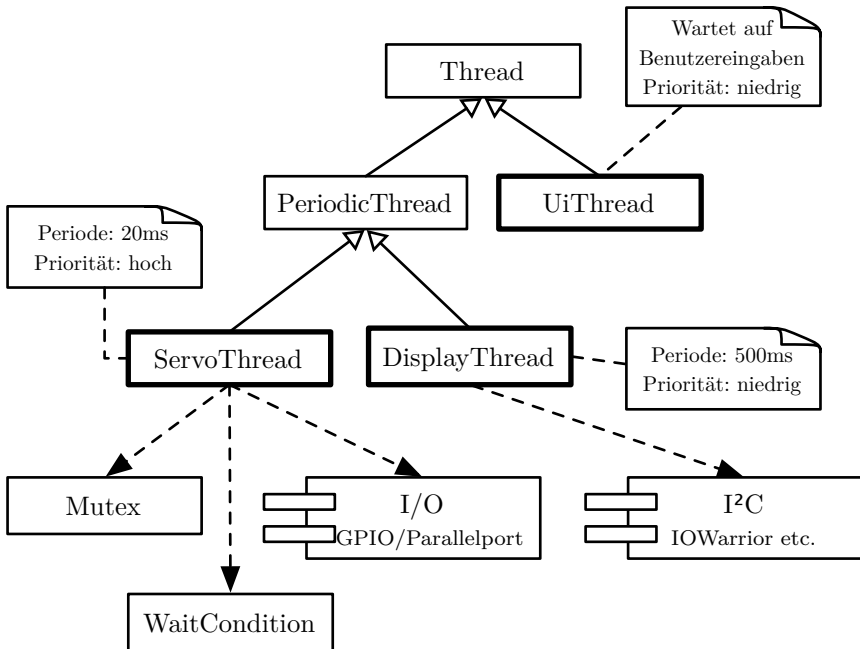 Thread
Wartet auf
Benutzereingaben
Priorität: niedrig
PeriodicThread
UiThread
Periode: 20ms
Priorität: hoch
ServoThread
DisplayThread
Periode: 500ms
Priorität: niedrig
Mutex
I/O
GPIO/Parallelport
I²C
IOWarrior etc.
WaitCondition